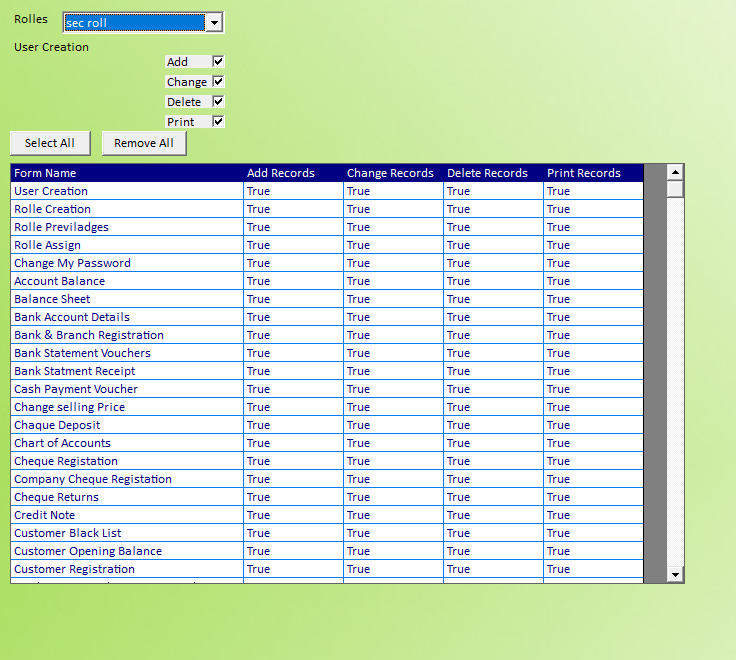 Rolles sec roll
User Creation
Add
Change
Delete
Print
Select All Remove All
Form Name Add Records Change Records Delete Records Print Records
User Creation True True True True
Rolle Creation True True True True
Rolle Previladges True True True True
Rolle Assign True True True True
Change My Password True True True True
Account Balance True True True True
Balance Sheet True True True True
Bank Account Details True True True True
Bank & Branch Registration True True True True
Bank Statement Vouchers True True True True
Bank Statment Receipt True True True True
Cash Payment Voucher True True True True
Change selling Price True True True True
Chaque Deposit True True True True
Chart of Accounts True True True True
Cheque Registation True True True True
Company Cheque Registation True True True True
Cheque Returns True True True True
Credit Note True True True True
Customer Black List True True True True
Customer Opening Balance True True True True
Customer Registration True True True True